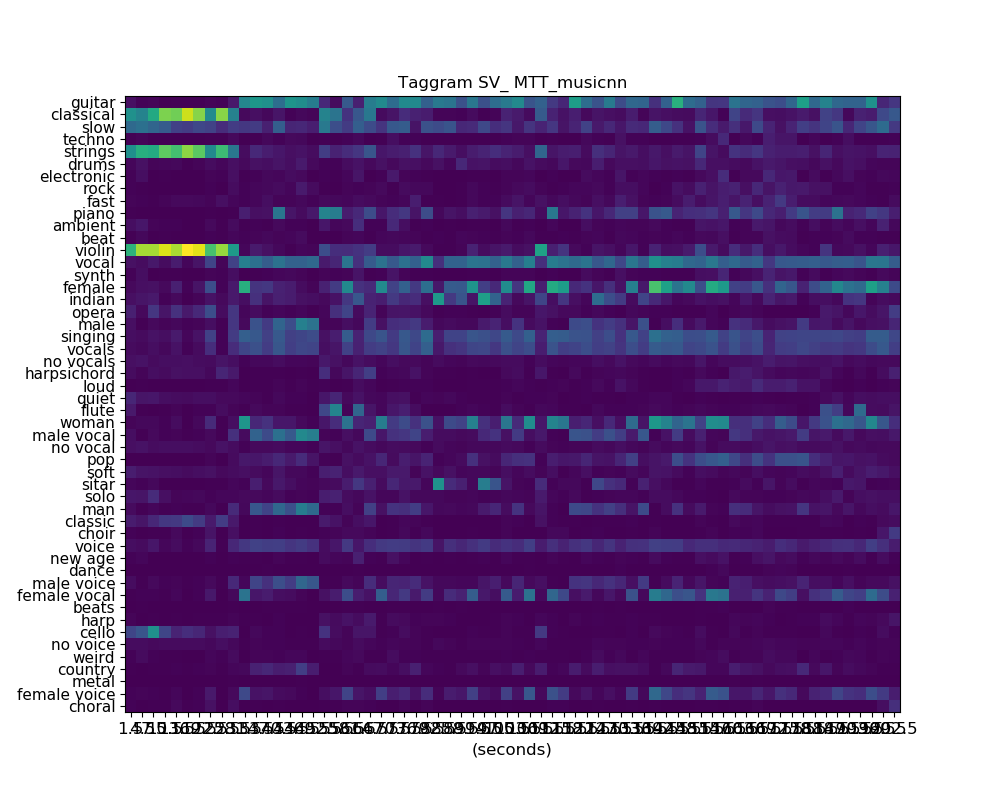 Taggram SV_ MTT_musicnn
guitar
classical
slow
techno
strings
drums
electronic
rock
fast
piano
ambient
beat
violin
vocal
synth
female
indian
opera
male
singing
vocals
no vocals
harpsichord
loud
quiet
flute
woman
male vocal
no vocal
pop
soft
sitar
solo
man
classic
choir
voice
new age
dance
male voice
female vocal
beats
harp
cello
no voice
weird
country
metal
female voice
choral
(seconds)